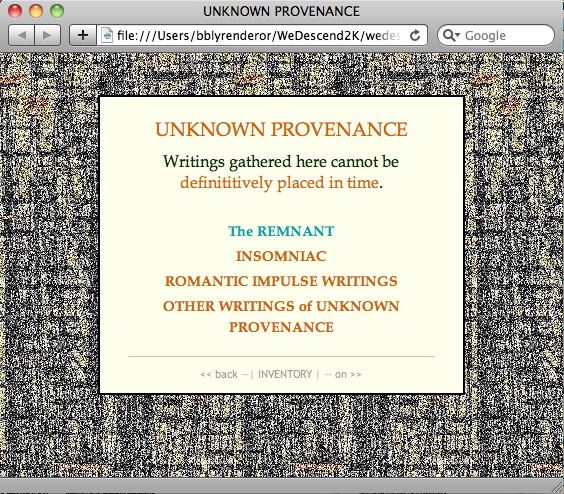 UNKNOWN PROVENANCE
file:///Users/bblyrenderor/WeDescend2K/wedes
Google
UNKNOWN PROVENANCE
Writings gathered here cannot be
definititively placed in time.
The REMNANT
INSOMNIAC
ROMANTIC IMPULSE WRITINGS
OTHER WRITINGS of UNKNOWN
PROVENANCE
<< back — | INVENTORY | — on >>